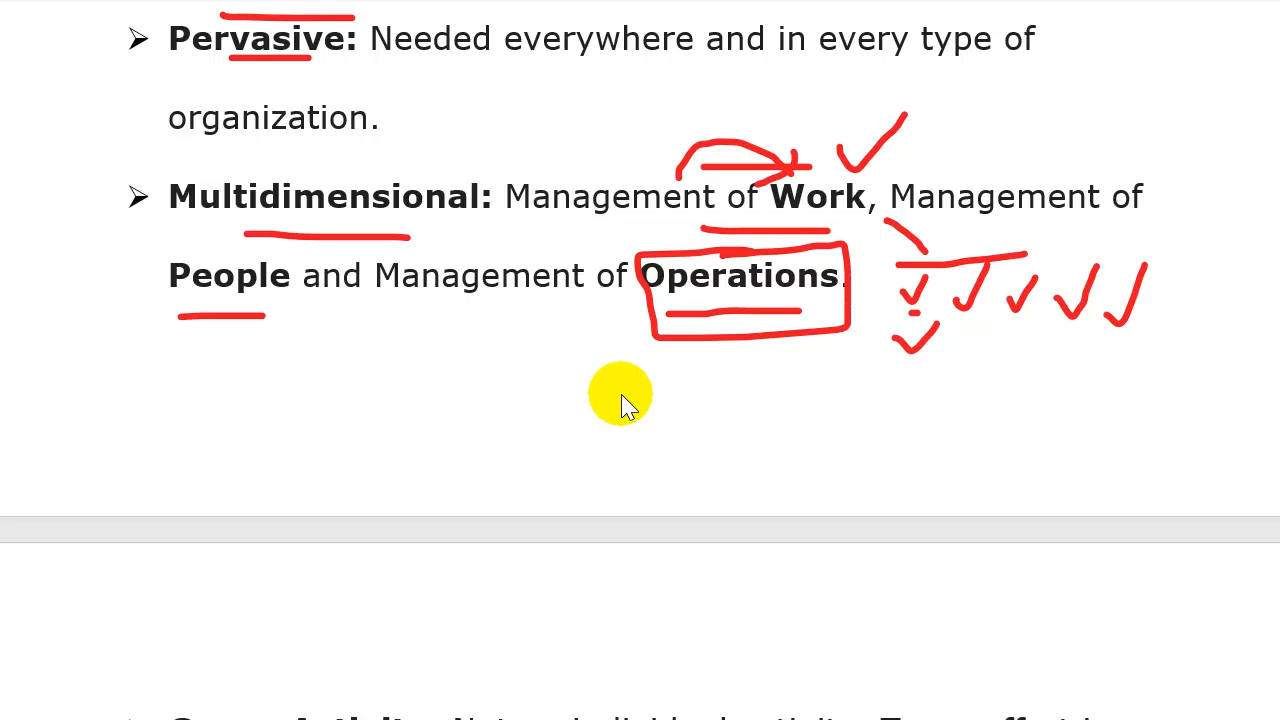 ➢ Pervasive: Needed everywhere and in every type of
organization.
➢ Multidimensional: Management of Work, Management of
People and Management of Operations.